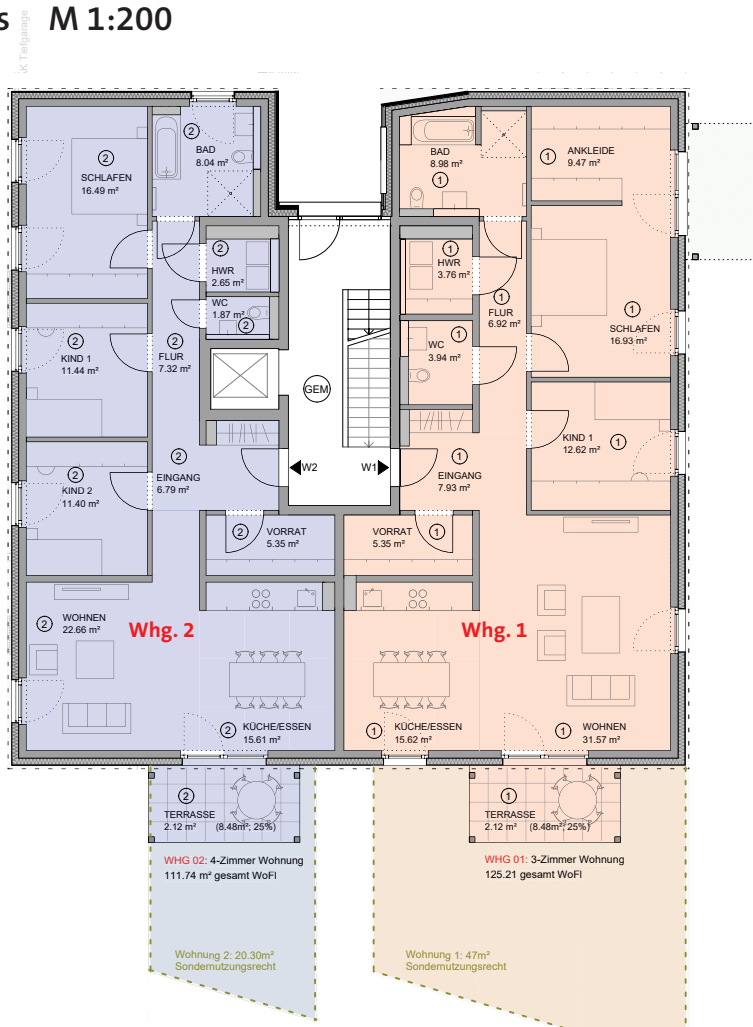 s M 1:200
K Tiefgarage
2
SCHLAFEN
16.49 m²
2
BAD
8.04 m²
BAD
8.98 m²
1
1
ANKLEIDE
9.47 m²
2
HWR
2.65 m²
WC
1.87 m²
2
1
HWR
3.76 m²
1
FLUR
6.92 m²
1
SCHLAFEN
16.93 m²
2
KIND 1
11.44 m²
2
FLUR
7.32 m²
1
WC
3.94 m²
GEM
2
KIND 2
11.40 m²
2
EINGANG
6.79 m²
W2
W1
1
EINGANG
7.93 m²
KIND 1
12.62 m²
1
2
VORRAT
5.35 m²
VORRAT
5.35 m²
1
2
WOHNEN
22.66 m²
Whg. 2
Whg. 1
2
KÜCHE/ESSEN
15.61 m²
1
KÜCHE/ESSEN
15.62 m²
1
WOHNEN
31.57 m²
2
TERRASSE
2.12 m² (8.48m²; 25%)
1
TERRASSE
2.12 m² (8.48m²; 25%)
WHG 02: 4-Zimmer Wohnung
111.74 m² gesamt WoFl
WHG 01: 3-Zimmer Wohnung
125.21 gesamt WoFl
Wohnung 2: 20.30m²
Sondernutzungsrecht
Wohnung 1: 47m²
Sondernutzungsrecht